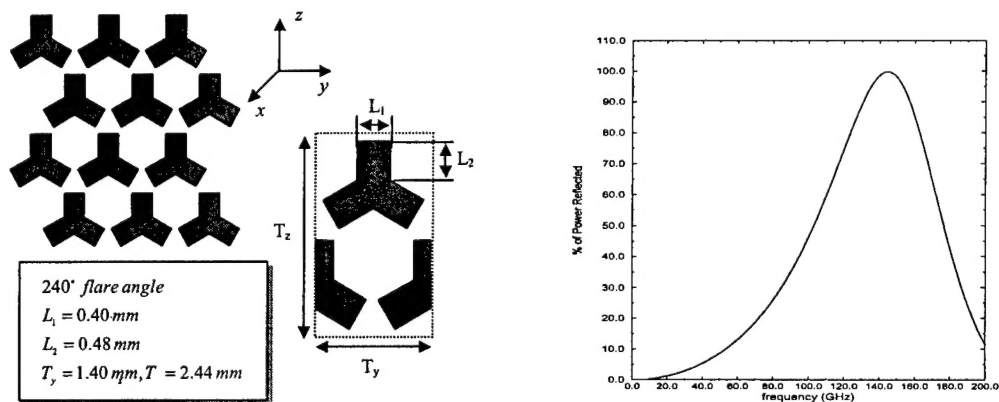 z
y
x
L₁
L₂
T_z
T_y
240° flare angle
L₁ = 0.40 mm
L₂ = 0.48 mm
T_y = 1.40 mm, T = 2.44 mm
110.0
100.0
90.0
80.0
70.0
60.0
50.0
40.0
30.0
20.0
10.0
0.0
% of Power Reflected
0.0 20.0 40.0 60.0 80.0 100.0 120.0 140.0 160.0 180.0 200.0
frequency (GHz)